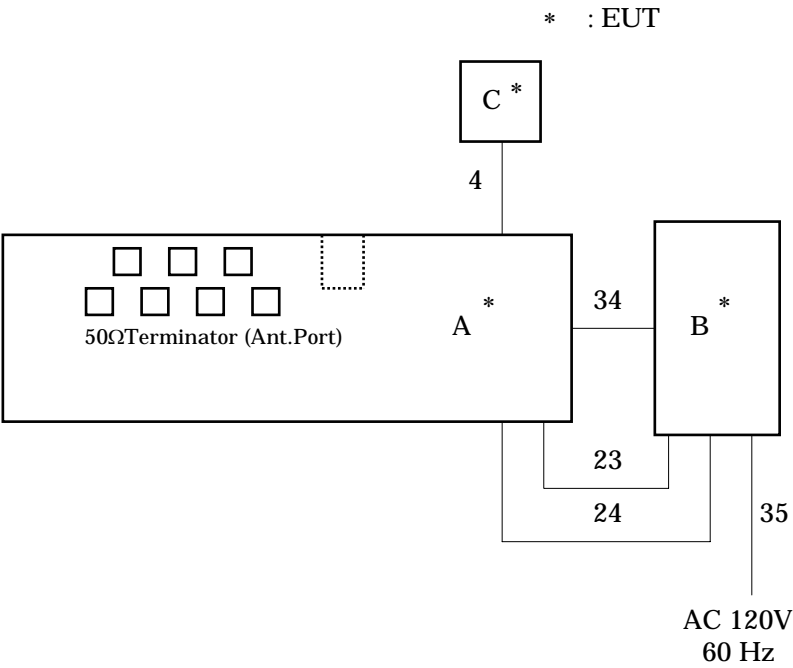 * : EUT
C *
4
50ΩTerminator (Ant.Port)
A *
34
B *
23
24
35
AC 120V
60 Hz